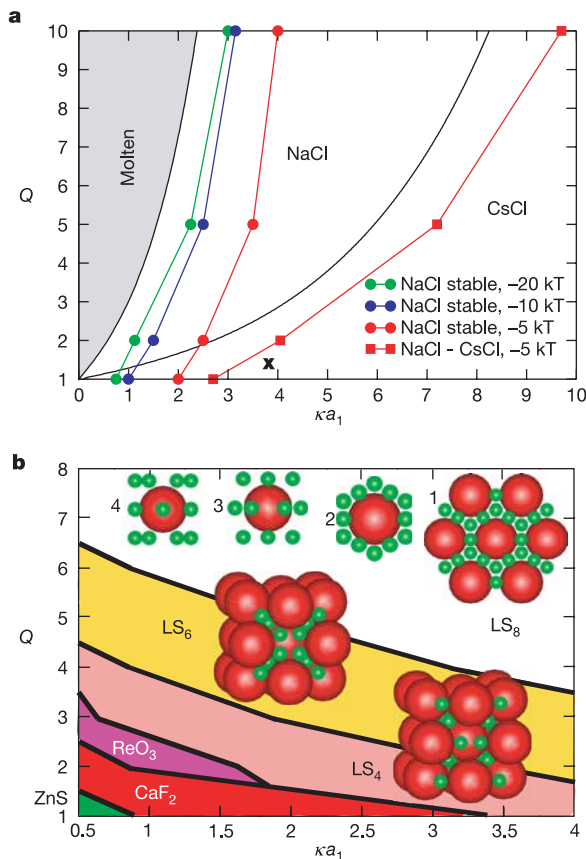 a
10
9
8
7
6
5
4
3
2
1
Q
Molten
NaCl
CsCl
NaCl stable, –20 kT
NaCl stable, –10 kT
NaCl stable, –5 kT
NaCl - CsCl, –5 kT
x
0 1 2 3 4 5 6 7 8 9 10
κa1
b
8
7
6
5
4
3
2
ZnS
1
Q
4 3 2 1
LS6
LS8
ReO3
LS4
CaF2
0.5 1 1.5 2 2.5 3 3.5 4
κa1